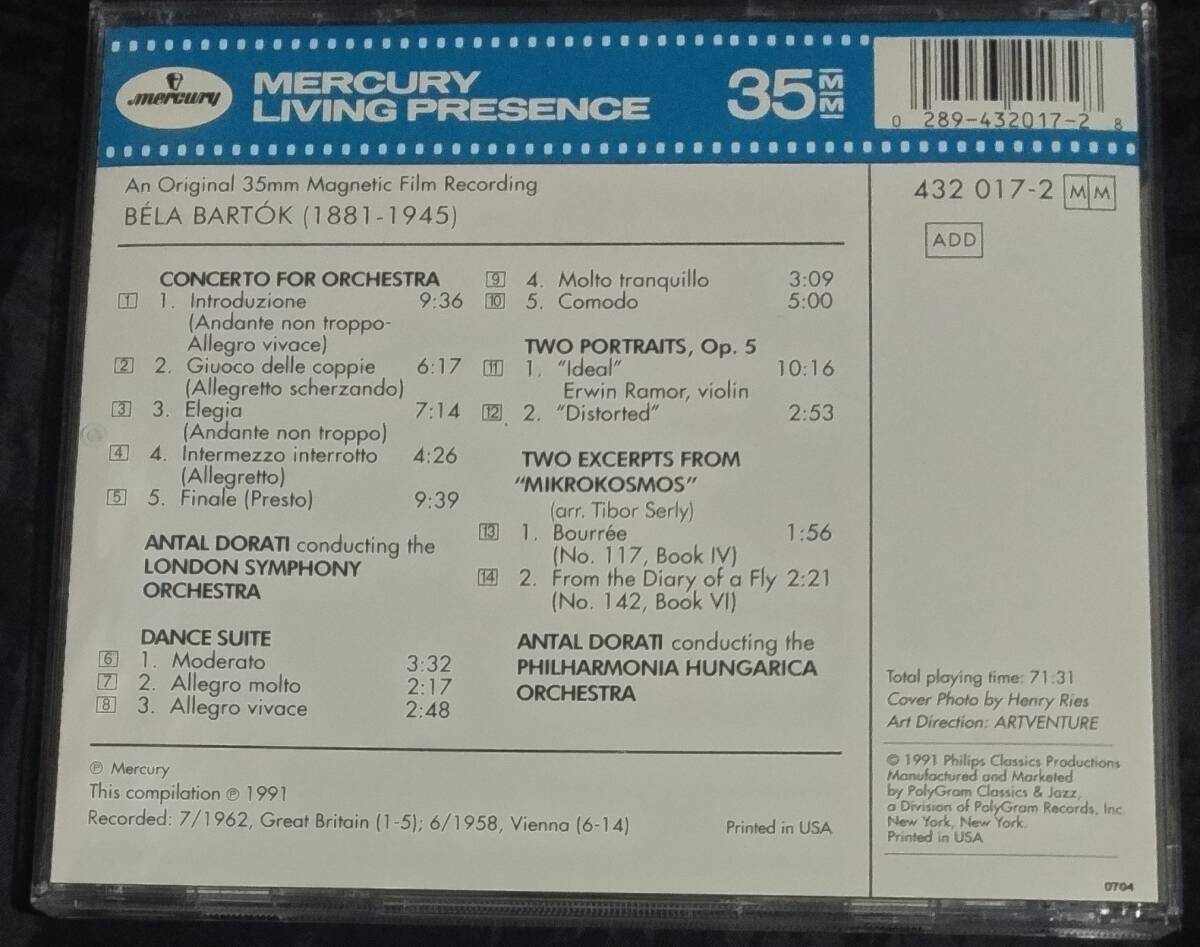 mercury
MERCURY
LIVING PRESENCE
35 MM
0 289-432017-2 8
An Original 35mm Magnetic Film Recording
BÉLA BARTÓK (1881-1945)
CONCERTO FOR ORCHESTRA
1 1. Introduzione 9:36
(Andante non troppo-
Allegro vivace)
2 2. Giuoco delle coppie 6:17
(Allegretto scherzando)
3 3. Elegia 7:14
(Andante non troppo)
4 4. Intermezzo interrotto 4:26
(Allegretto)
5 5. Finale (Presto) 9:39
ANTAL DORATI conducting the
LONDON SYMPHONY
ORCHESTRA
DANCE SUITE
6 1. Moderato 3:32
7 2. Allegro molto 2:17
8 3. Allegro vivace 2:48
9 4. Molto tranquillo 3:09
10 5. Comodo 5:00
TWO PORTRAITS, Op. 5
11 1. "Ideal" 10:16
Erwin Ramor, violin
12 2. "Distorted" 2:53
TWO EXCERPTS FROM
"MIKROKOSMOS"
(arr. Tibor Serly)
13 1. Bourrée 1:56
(No. 117, Book IV)
14 2. From the Diary of a Fly 2:21
(No. 142, Book VI)
ANTAL DORATI conducting the
PHILHARMONIA HUNGARICA
ORCHESTRA
℗ Mercury
This compilation ℗ 1991
Recorded: 7/1962, Great Britain (1-5); 6/1958, Vienna (6-14)
Printed in USA
432 017-2 MM
ADD
Total playing time: 71:31
Cover Photo by Henry Ries
Art Direction: ARTVENTURE
© 1991 Philips Classics Productions
Manufactured and Marketed
by PolyGram Classics & Jazz,
a Division of PolyGram Records, Inc.
New York, New York.
Printed in USA
0704